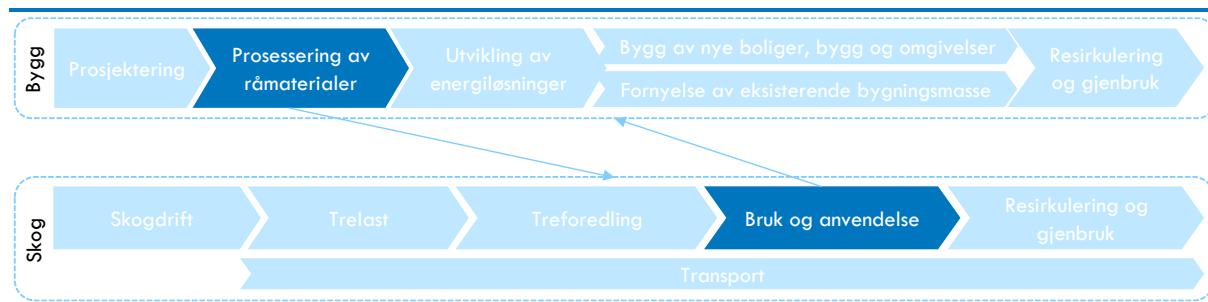 Bygg
Prosjektering
Prosessering av
råmaterialer
Utvikling av
energiløsninger
Bygg av nye boliger, bygg og omgivelser
Fornyelse av eksisterende bygningsmasse
Resirkulering
og gjenbruk
Skog
Skogdrift
Trelast
Treforedling
Bruk og anvendelse
Resirkulering og
gjenbruk
Transport